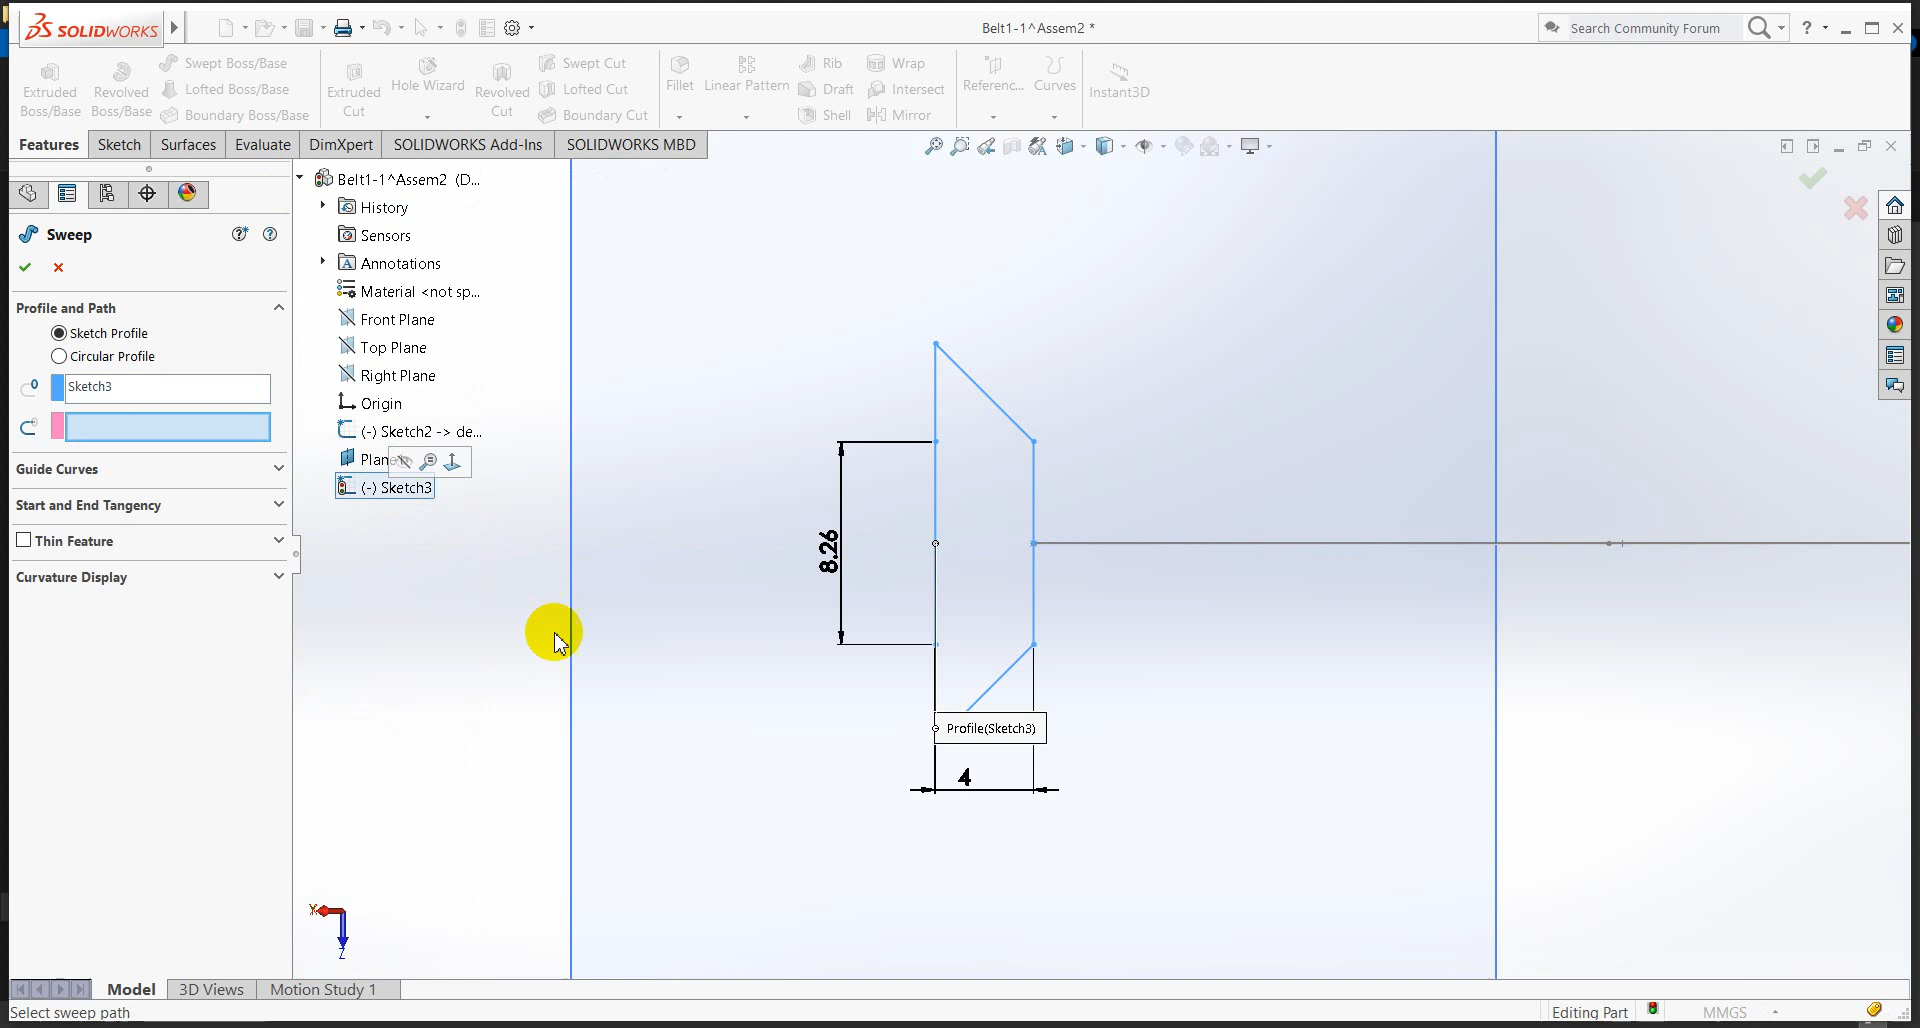 SOLIDWORKS
Belt1-1^Assem2 *
Search Community Forum
?
Extruded Boss/Base
Revolved Boss/Base
Swept Boss/Base
Lofted Boss/Base
Boundary Boss/Base
Extruded Cut
Hole Wizard
Revolved Cut
Swept Cut
Lofted Cut
Boundary Cut
Fillet
Linear Pattern
Rib
Draft
Shell
Wrap
Intersect
Mirror
Referenc...
Curves
Instant3D
Features
Sketch
Surfaces
Evaluate
DimXpert
SOLIDWORKS Add-Ins
SOLIDWORKS MBD
Sweep
Profile and Path
Sketch Profile
Circular Profile
Sketch3
Guide Curves
Start and End Tangency
Thin Feature
Curvature Display
Belt1-1^Assem2 (D...
History
Sensors
Annotations
Material <not sp...
Front Plane
Top Plane
Right Plane
Origin
(-) Sketch2 -> de...
Plane
(-) Sketch3
8.26
Profile(Sketch3)
4
X
Z
Model
3D Views
Motion Study 1
Select sweep path
Editing Part
MMGS